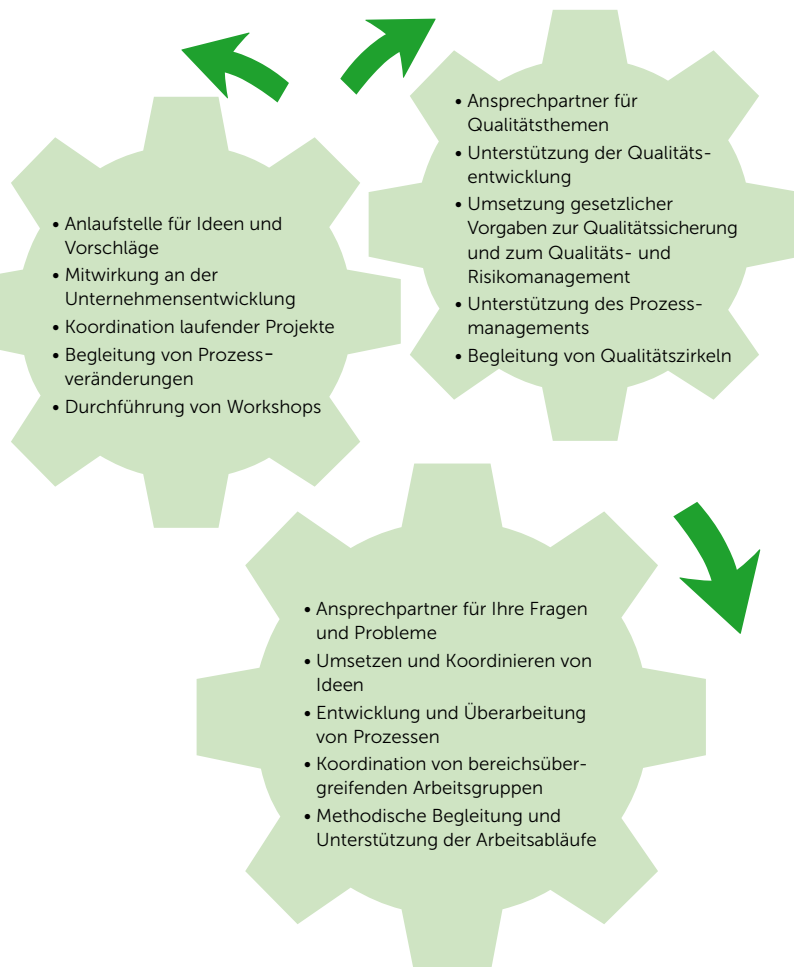 • Anlaufstelle für Ideen und
Vorschläge
• Mitwirkung an der
Unternehmensentwicklung
• Koordination laufender Projekte
• Begleitung von Prozess-
veränderungen
• Durchführung von Workshops
• Ansprechpartner für
Qualitätsthemen
• Unterstützung der Qualitäts-
entwicklung
• Umsetzung gesetzlicher
Vorgaben zur Qualitätssicherung
und zum Qualitäts- und
Risikomanagement
• Unterstützung des Prozess-
managements
• Begleitung von Qualitätszirkeln
• Ansprechpartner für Ihre Fragen
und Probleme
• Umsetzen und Koordinieren von
Ideen
• Entwicklung und Überarbeitung
von Prozessen
• Koordination von bereichsüber-
greifenden Arbeitsgruppen
• Methodische Begleitung und
Unterstützung der Arbeitsabläufe